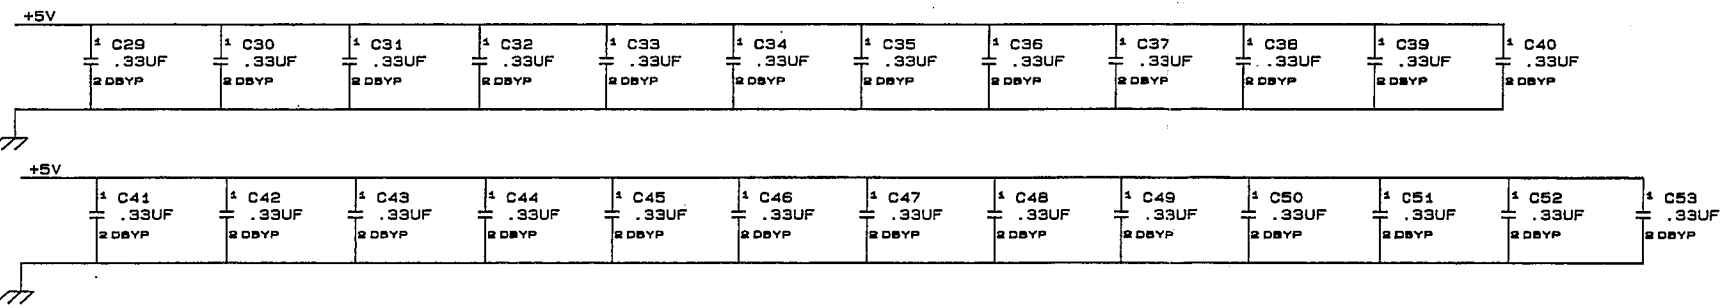 +5V
1 C29 1 C30 1 C31 1 C32 1 C33 1 C34 1 C35 1 C36 1 C37 1 C38 1 C39 1 C40
.33UF .33UF .33UF .33UF .33UF .33UF .33UF .33UF .33UF .33UF .33UF .33UF
2 DBYP 2 DBYP 2 DBYP 2 DBYP 2 DBYP 2 DBYP 2 DBYP 2 DBYP 2 DBYP 2 DBYP 2 DBYP 2 DBYP
+5V
1 C41 1 C42 1 C43 1 C44 1 C45 1 C46 1 C47 1 C48 1 C49 1 C50 1 C51 1 C52 1 C53
.33UF .33UF .33UF .33UF .33UF .33UF .33UF .33UF .33UF .33UF .33UF .33UF .33UF
2 DBYP 2 DBYP 2 DBYP 2 DBYP 2 DBYP 2 DBYP 2 DBYP 2 DBYP 2 DBYP 2 DBYP 2 DBYP 2 DBYP 2 DBYP